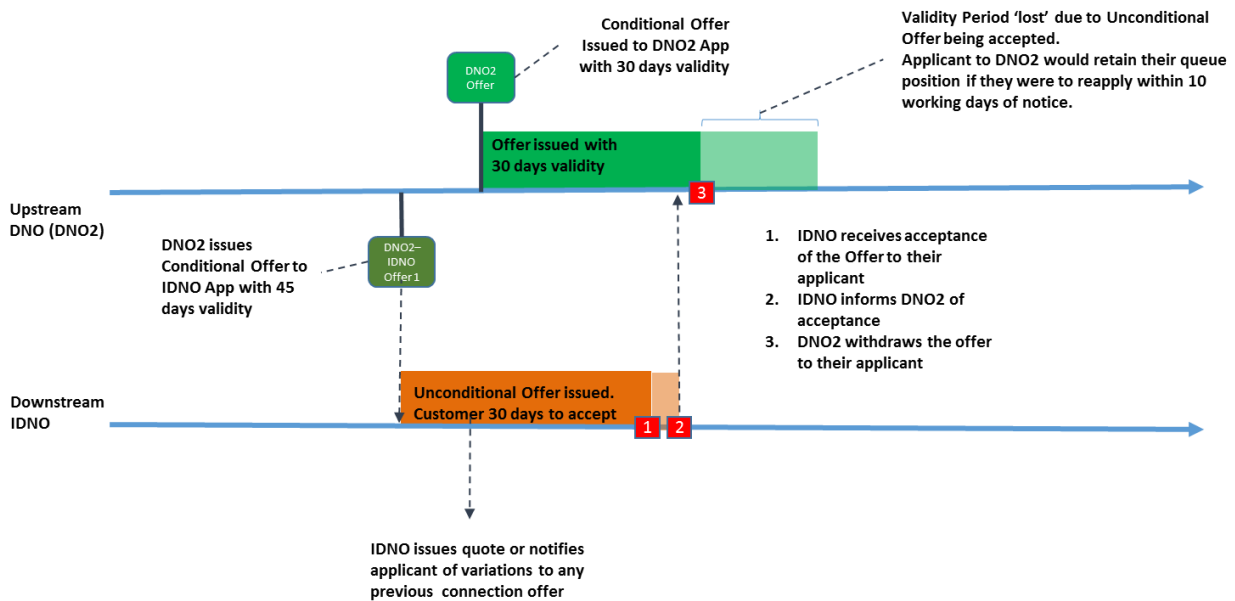 Conditional Offer
Issued to DNO2 App
with 30 days validity
Validity Period ‘lost’ due to Unconditional
Offer being accepted.
Applicant to DNO2 would retain their queue
position if they were to reapply within 10
working days of notice.
DNO2
Offer
Offer issued with
30 days validity
3
Upstream
DNO (DNO2)
DNO2 issues
Conditional Offer to
IDNO App with 45
days validity
DNO2–
IDNO
Offer 1
1. IDNO receives acceptance
of the Offer to their
applicant
2. IDNO informs DNO2 of
acceptance
3. DNO2 withdraws the offer
to their applicant
Downstream
IDNO
Unconditional Offer issued.
Customer 30 days to accept
1
2
IDNO issues quote or notifies
applicant of variations to any
previous connection offer